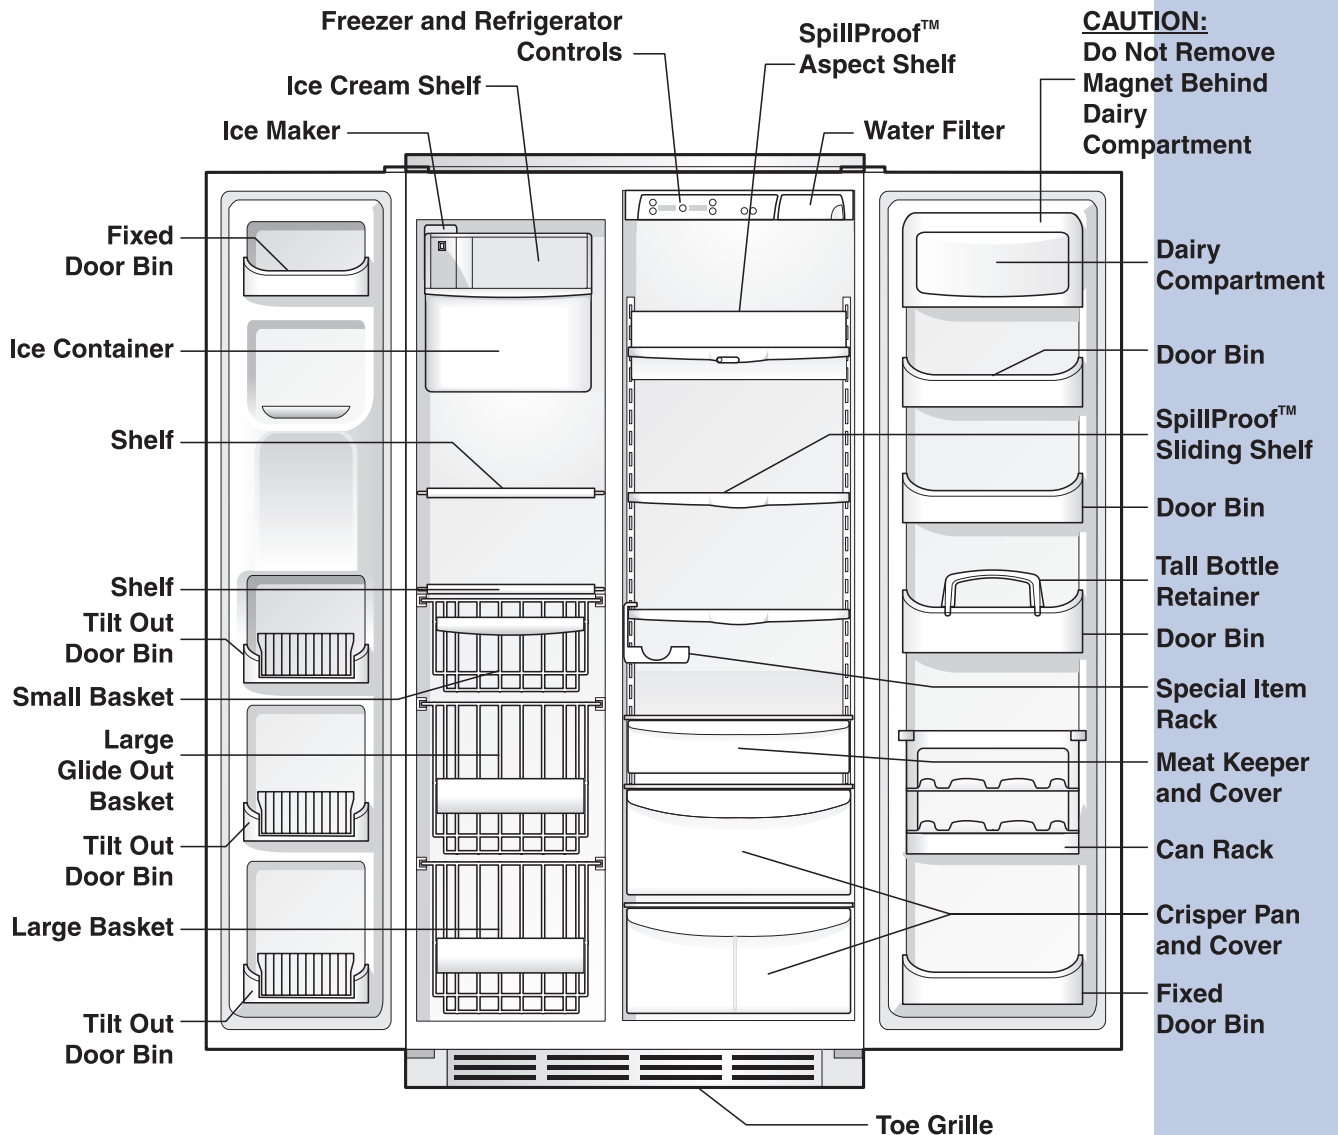 Freezer and Refrigerator
Controls
SpillProof™
Aspect Shelf
CAUTION:
Do Not Remove
Magnet Behind
Dairy
Compartment
Ice Cream Shelf
Ice Maker
Water Filter
Fixed
Door Bin
Ice Container
Shelf
Shelf
Tilt Out
Door Bin
Small Basket
Large
Glide Out
Basket
Tilt Out
Door Bin
Large Basket
Tilt Out
Door Bin
Dairy
Compartment
Door Bin
SpillProof™
Sliding Shelf
Door Bin
Tall Bottle
Retainer
Door Bin
Special Item
Rack
Meat Keeper
and Cover
Can Rack
Crisper Pan
and Cover
Fixed
Door Bin
Toe Grille